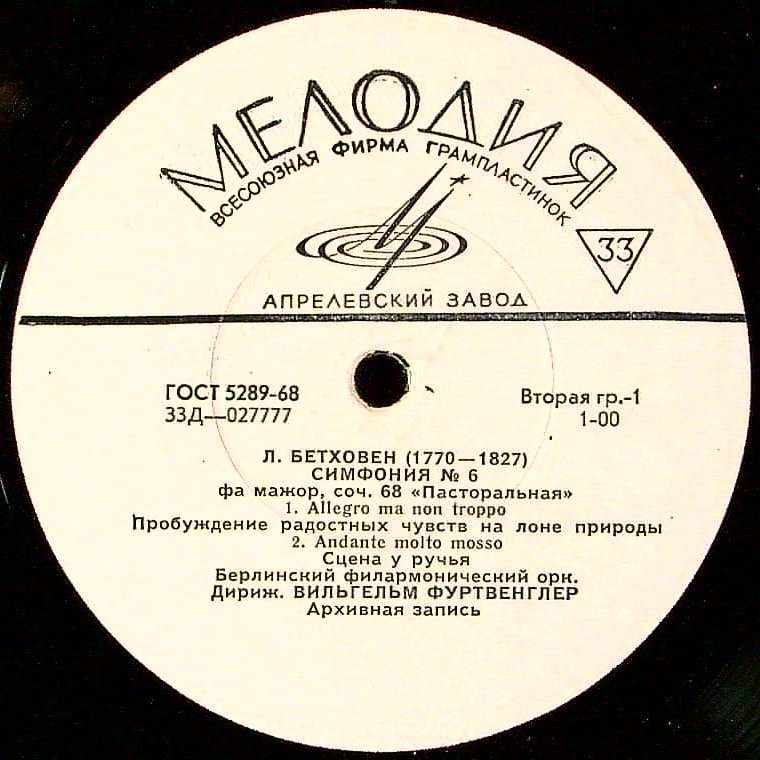 МЕЛОДИЯ
ВСЕСОЮЗНАЯ ФИРМА ГРАМПЛАСТИНОК
33
АПРЕЛЕВСКИЙ ЗАВОД
ГОСТ 5289-68
33Д—027777
Вторая гр.-1
1-00
Л. БЕТХОВЕН (1770—1827)
СИМФОНИЯ № 6
фа мажор, соч. 68 «Пасторальная»
1. Allegro ma non troppo
Пробуждение радостных чувств на лоне природы
2. Andante molto mosso
Сцена у ручья
Берлинский филармонический орк.
Дириж. ВИЛЬГЕЛЬМ ФУРТВЕНГЛЕР
Архивная запись